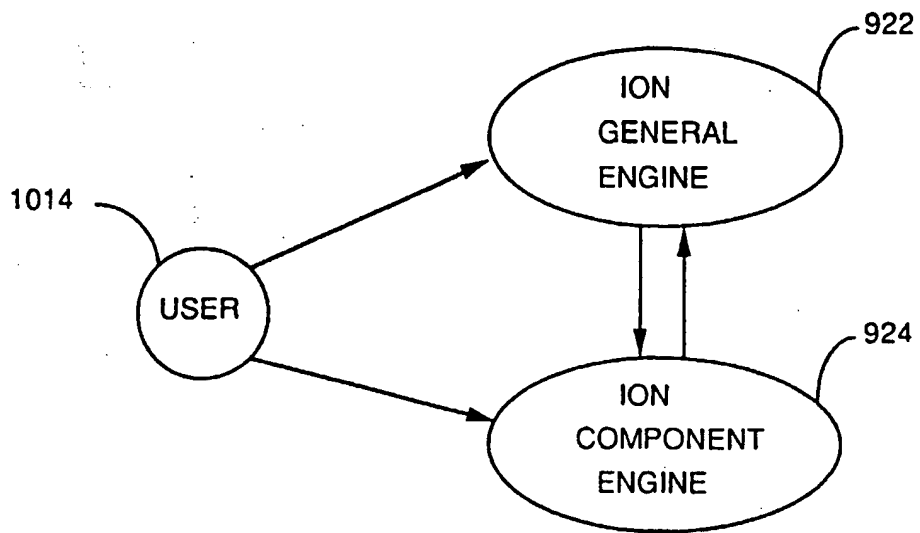 922
ION
GENERAL
ENGINE
1014
USER
924
ION
COMPONENT
ENGINE